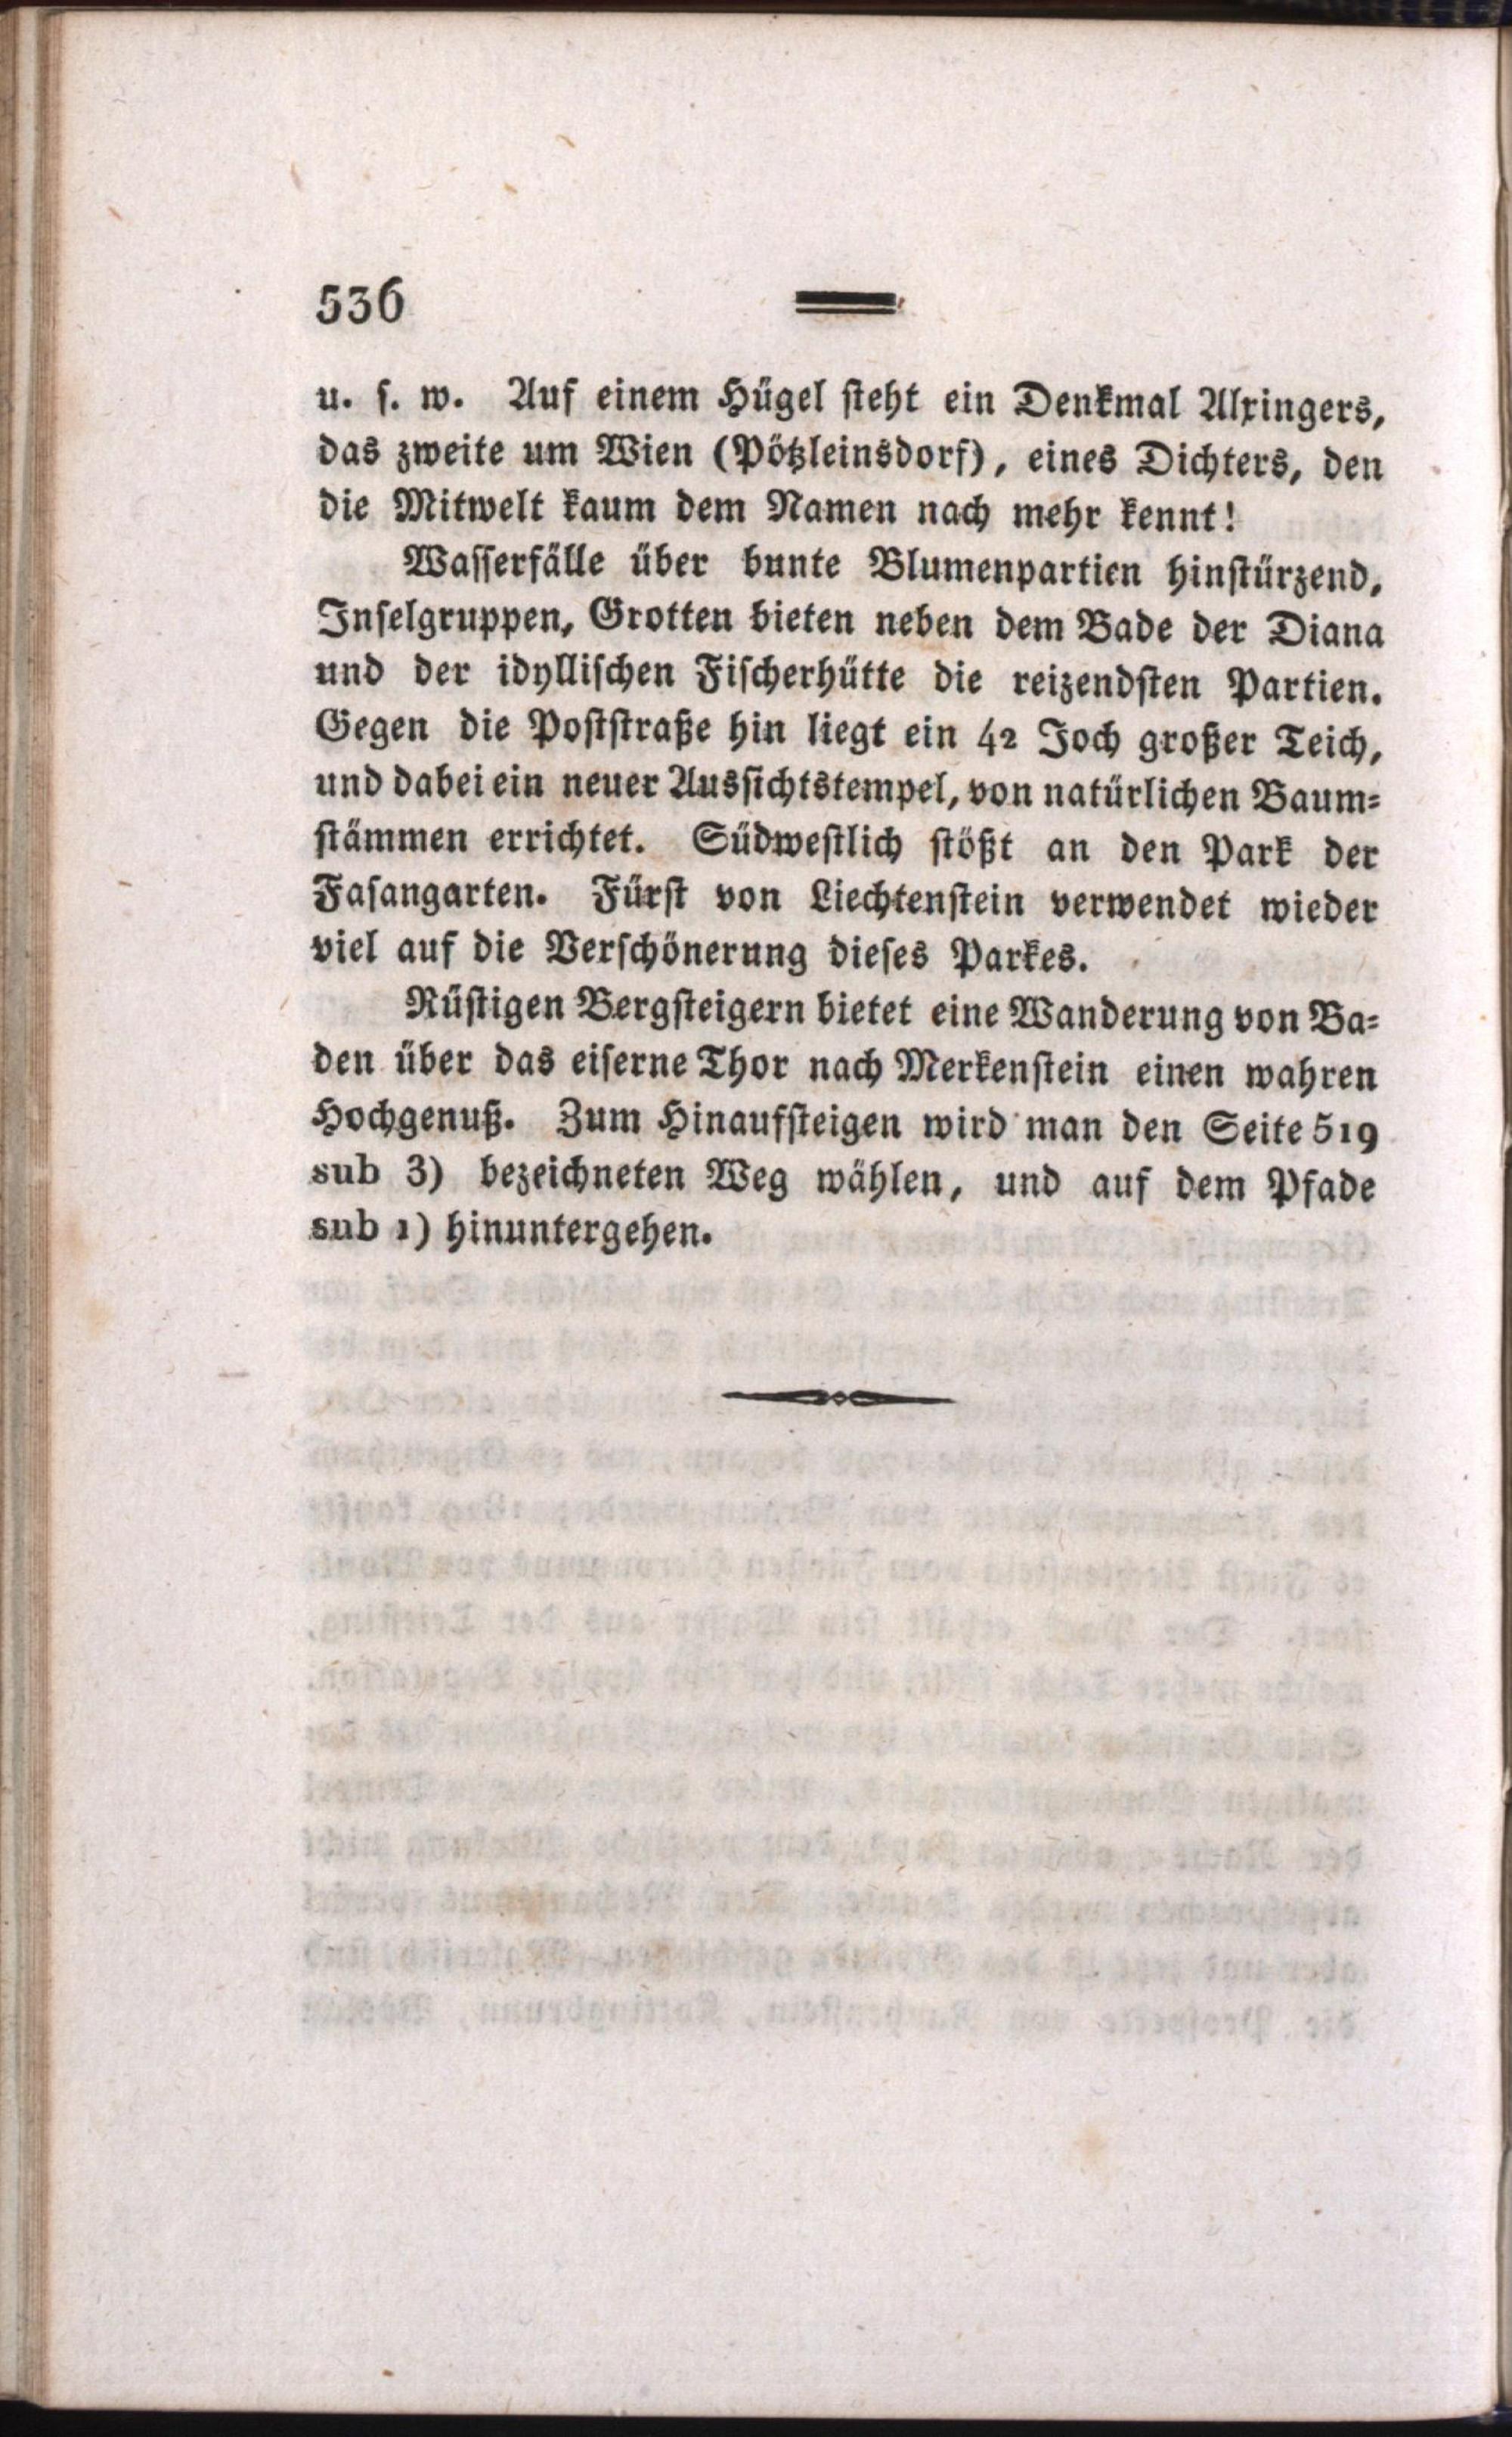 536
u. s. w. Auf einem Hügel steht ein Denkmal Alxingers,
das zweite um Wien (Pötzleinsdorf), eines Dichters, den
die Mitwelt kaum dem Namen nach mehr kennt!
Wasserfälle über bunte Blumenpartien hinstürzend,
Inselgruppen, Grotten bieten neben dem Bade der Diana
und der idyllischen Fischerhütte die reizendsten Partien.
Gegen die Poststraße hin liegt ein 42 Joch großer Teich,
und dabei ein neuer Aussichtstempel, von natürlichen Baum-
stämmen errichtet. Südwestlich stößt an den Park der
Fasangarten. Fürst von Liechtenstein verwendet wieder
viel auf die Verschönerung dieses Parkes.
Rüstigen Bergsteigern bietet eine Wanderung von Ba-
den über das eiserne Thor nach Merkenstein einen wahren
Hochgenuß. Zum Hinaufsteigen wird man den Seite 519
sub 3) bezeichneten Weg wählen, und auf dem Pfade
sub 1) hinuntergehen.